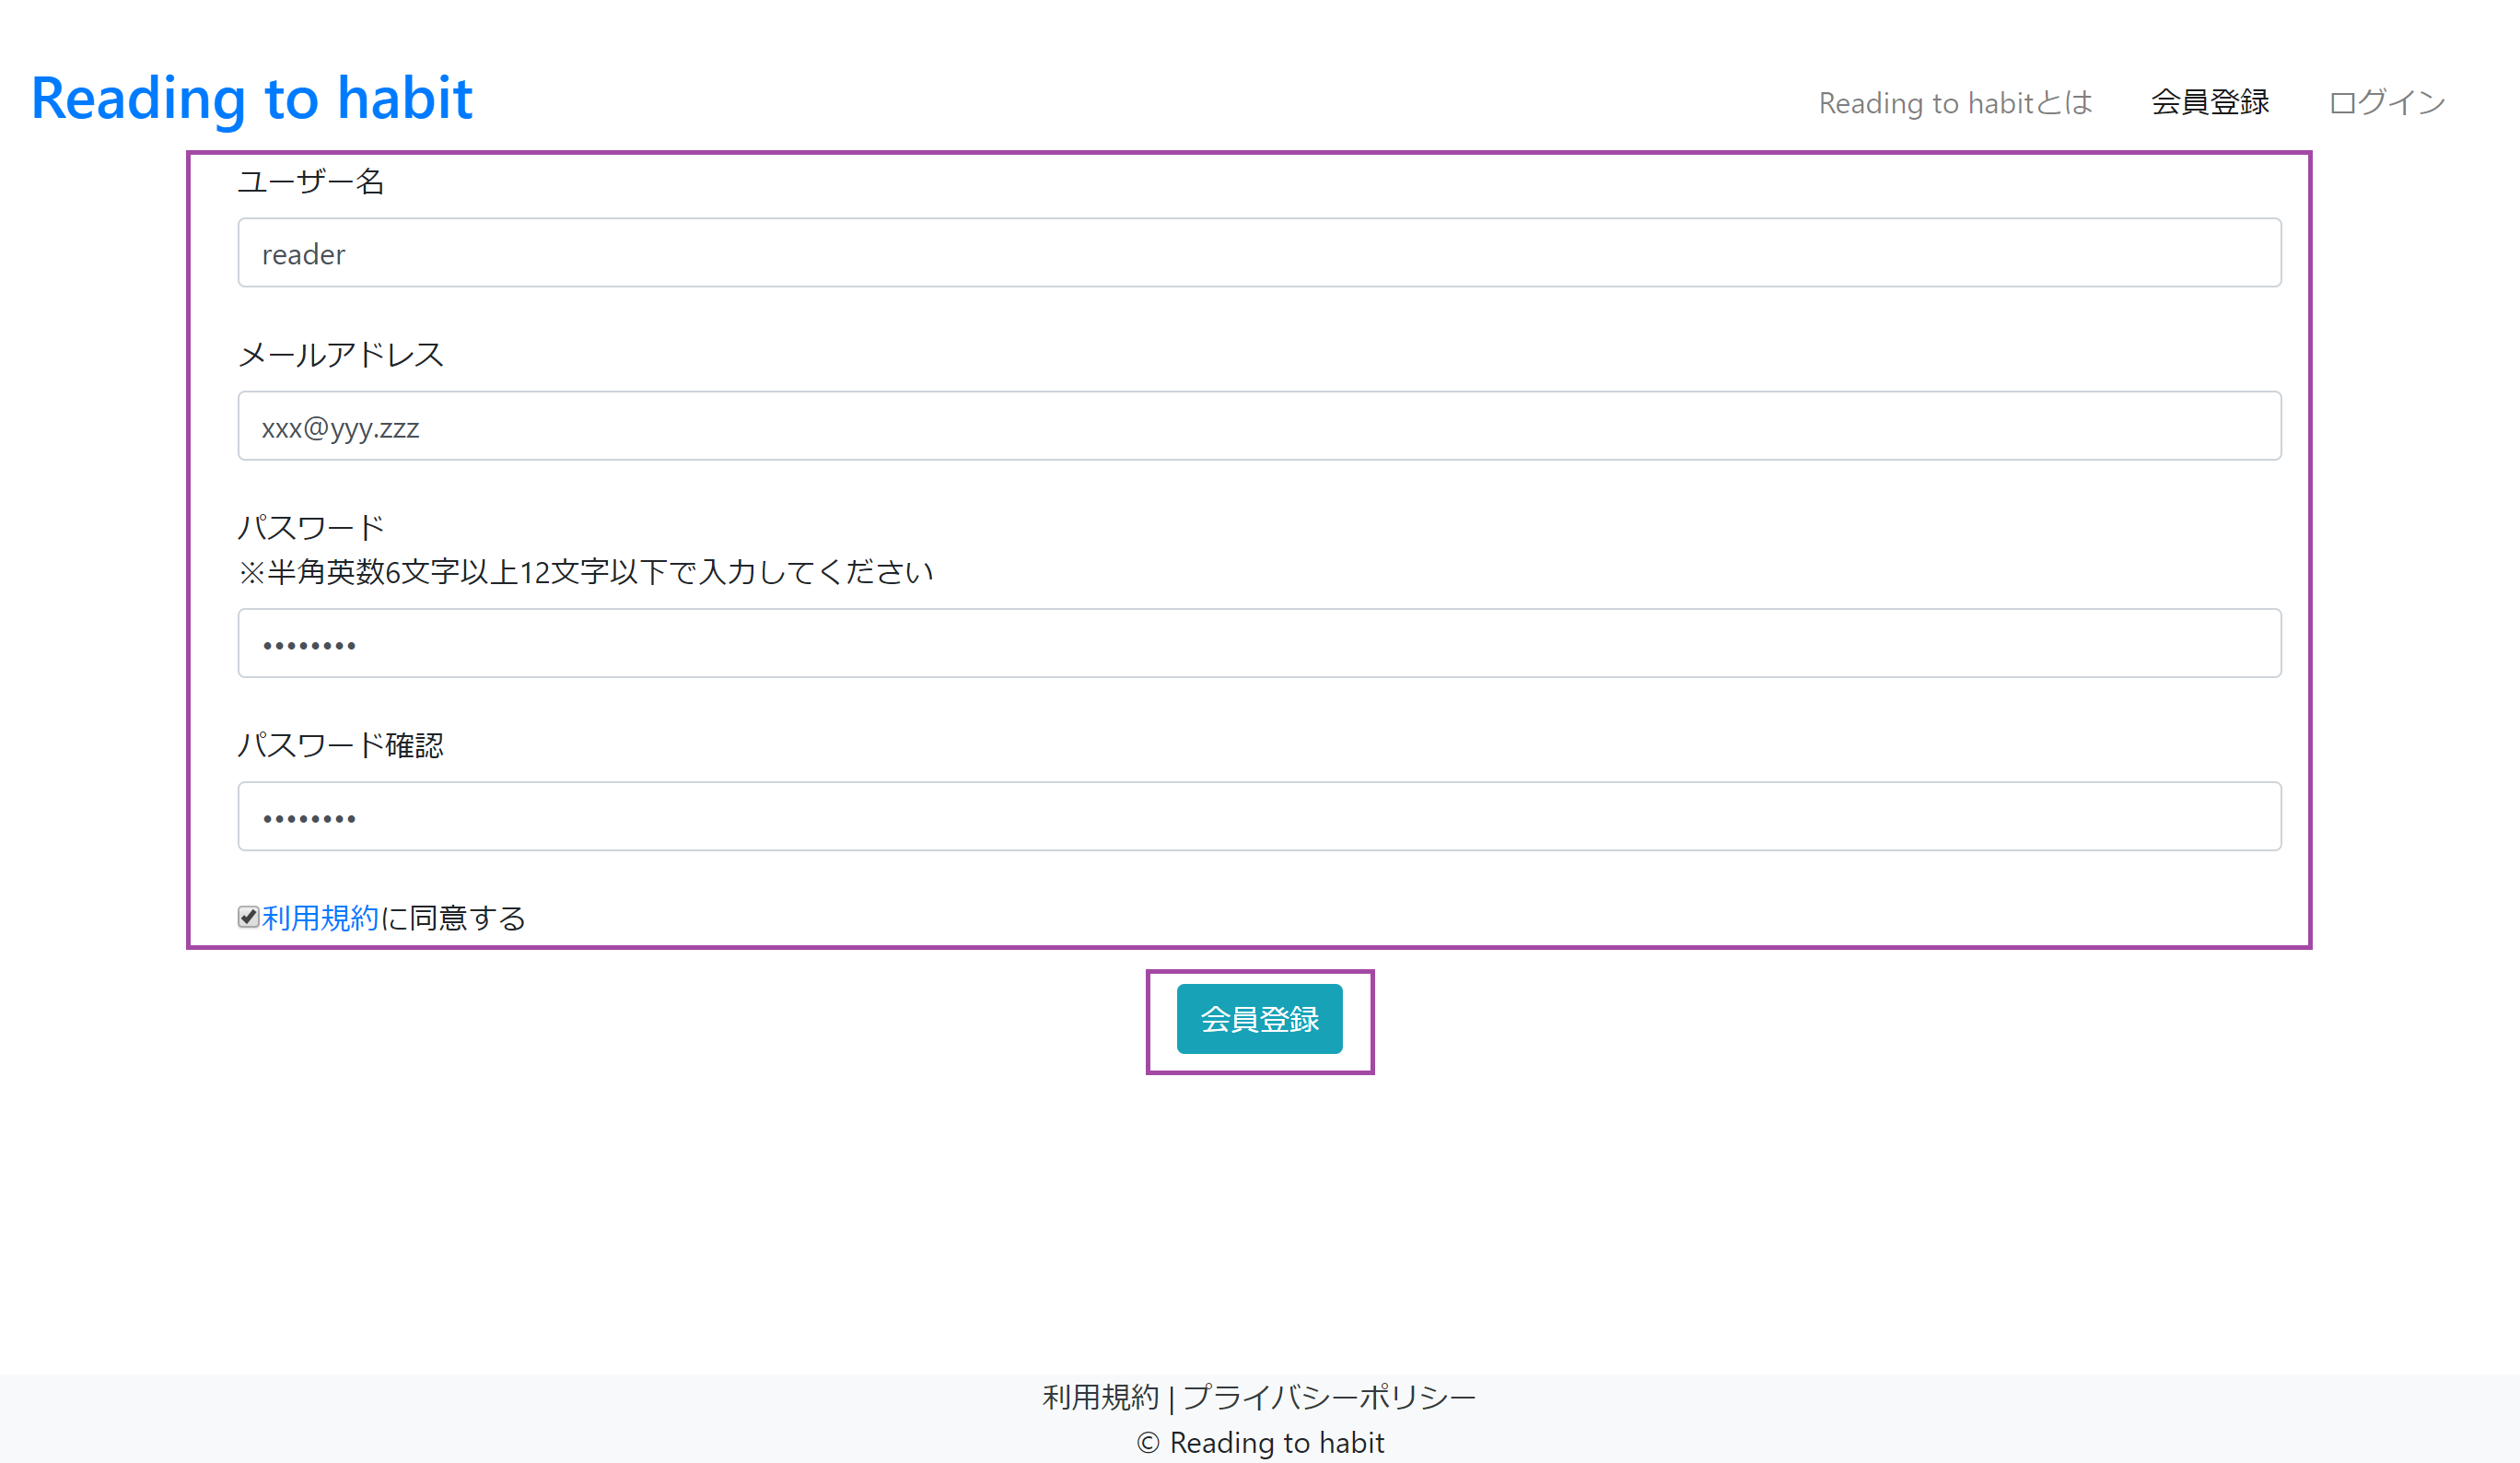 Reading to habit
Reading to habitとは 会員登録 ログイン
ユーザー名
reader
メールアドレス
xxx@yyy.zzz
パスワード
※半角英数6文字以上12文字以下で入力してください
••••••••
パスワード確認
••••••••
利用規約に同意する
会員登録
利用規約 | プライバシーポリシー
© Reading to habit